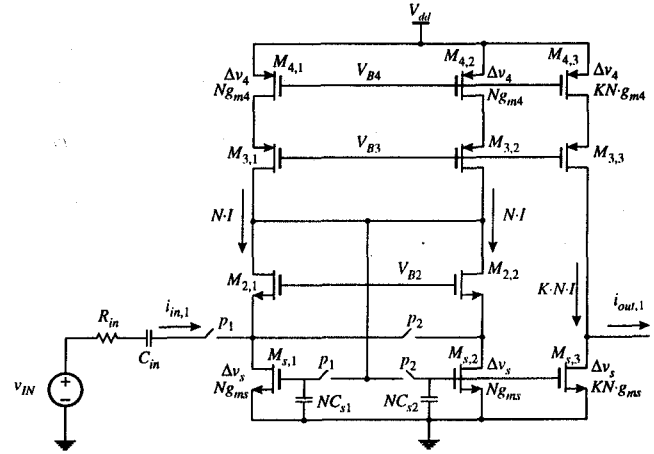 V_dd
M_4,1 M_4,2 M_4,3
Δv_4 V_B4 Δv_4 Δv_4
Ng_m4 Ng_m4 KN·g_m4
M_3,1 V_B3 M_3,2 M_3,3
N·I N·I
M_2,1 V_B2 M_2,2
K·N·I i_out,1
R_in i_in,1 p_1 p_2
C_in
v_IN
M_s,1 p_1 p_2 M_s,2 M_s,3
Δv_s Δv_s Δv_s
Ng_ms NC_s1 NC_s2 Ng_ms KN·g_ms